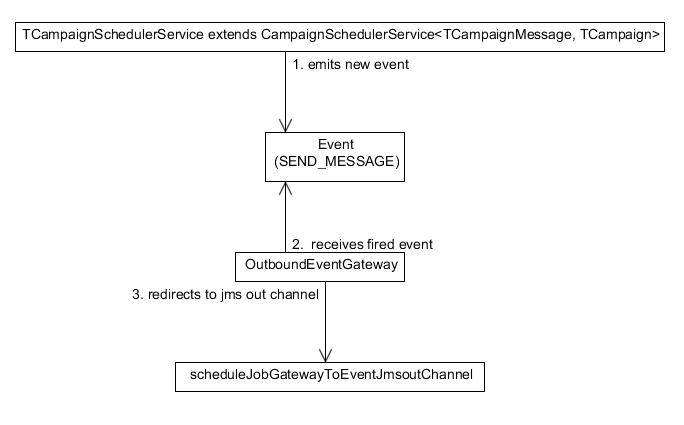 TCampaignSchedulerService extends CampaignSchedulerService<TCampaignMessage, TCampaign>
1. emits new event
Event
(SEND_MESSAGE)
2.  receives fired event
OutboundEventGateway
3. redirects to jms out channel
scheduleJobGatewayToEventJmsoutChannel